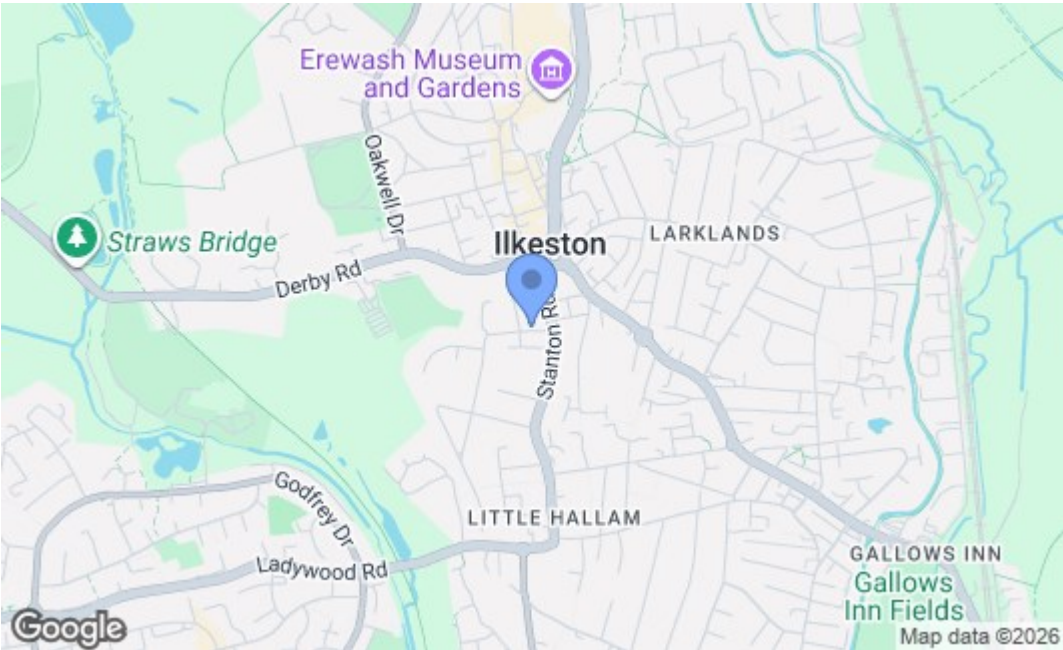 Erewash Museum
and Gardens
Oakwell Dr
Ilkeston
LARKLANDS
Straws Bridge
Derby Rd
Stanton Rd
Godfrey Dr
LITTLE HALLAM
Ladywood Rd
GALLOWS INN
Gallows
Inn Fields
Google
Map data ©2026